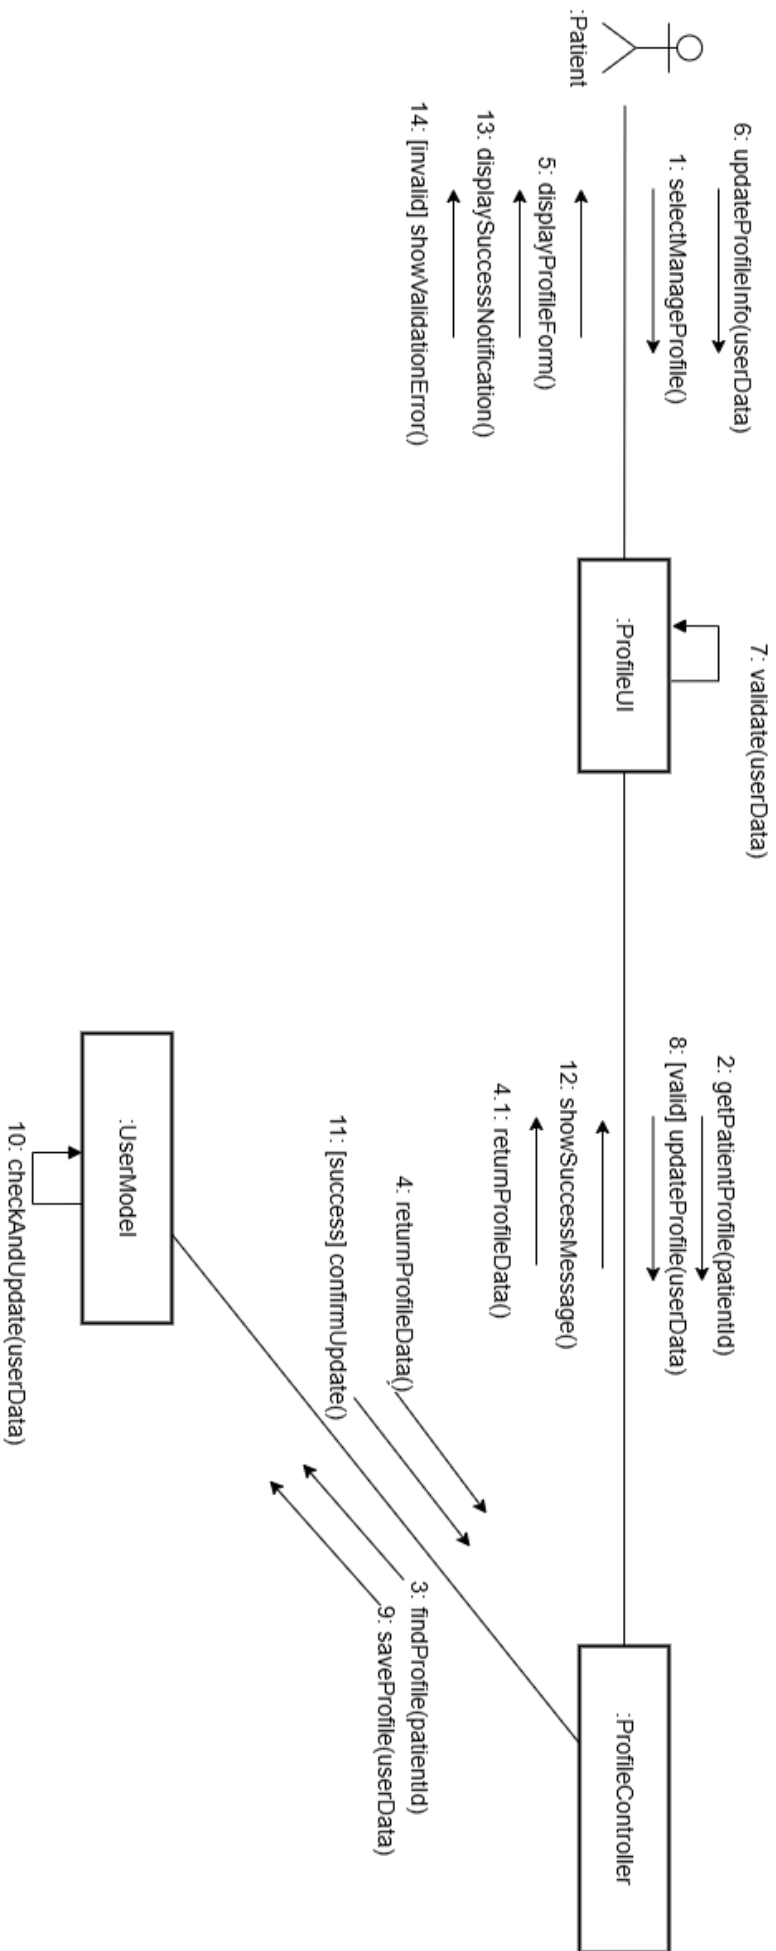 :Patient
6: updateProfileInfo(userData)
1: selectManageProfile()
5: displayProfileForm()
13: displaySuccessNotification()
14: [invalid] showValidationError()
7: validate(userData)
:ProfileUI
2: getPatientProfile(patientId)
8: [valid] updateProfile(userData)
12: showSuccessMessage()
4.1: returnProfileData()
:ProfileController
4: returnProfileData()
11: [success] confirmUpdate()
3: findProfile(patientId)
9: saveProfile(userData)
:UserModel
10: checkAndUpdate(userData)